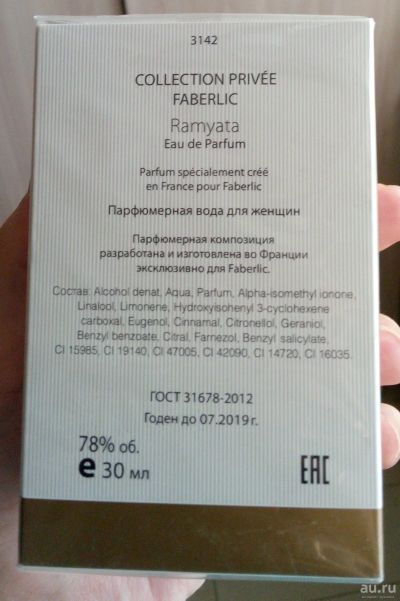 3142
COLLECTION PRIVÉE
FABERLIC
Ramyata
Eau de Parfum
Parfum spécialement créé
en France pour Faberlic
Парфюмерная вода для женщин
Парфюмерная композиция
разработана и изготовлена во Франции
эксклюзивно для Faberlic.
Состав: Alcohol denat, Aqua, Parfum, Alpha-isomethyl ionone,
Linalool, Limonene, Hydroxyisohenyl 3-cyclohexene
carboxal, Eugenol, Cinnamal, Citronellol, Geraniol,
Benzyl benzoate, Citral, Farnezol, Benzyl salicylate,
CI 15985, CI 19140, CI 47005, CI 42090, CI 14720, CI 16035.
ГОСТ 31678-2012
Годен до 07.2019 г.
78% об.
e 30 мл
EAC
au.ru